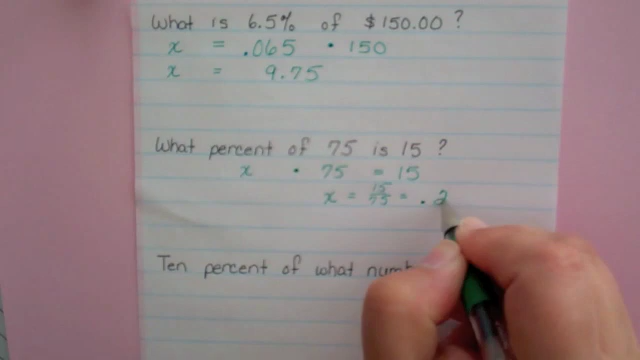 What is 6.5% of $150.00 ?
x = .065 · 150
x = 9.75
What percent of 75 is 15 ?
x · 75 = 15
x = 15/75 = .2
Ten percent of what